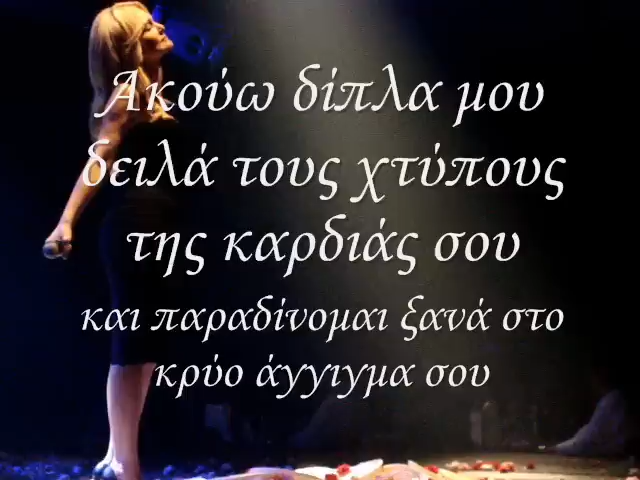 Ακούω δίπλα μου
δειλά τους χτύπους
της καρδιάς σου
και παραδίνομαι ξανά στο
κρύο άγγιγμα σου